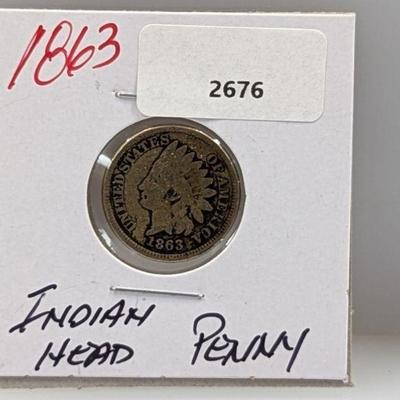 1863
2676
UNITED STATES OF AMERICA
1863
INDIAN PENNY
HEAD